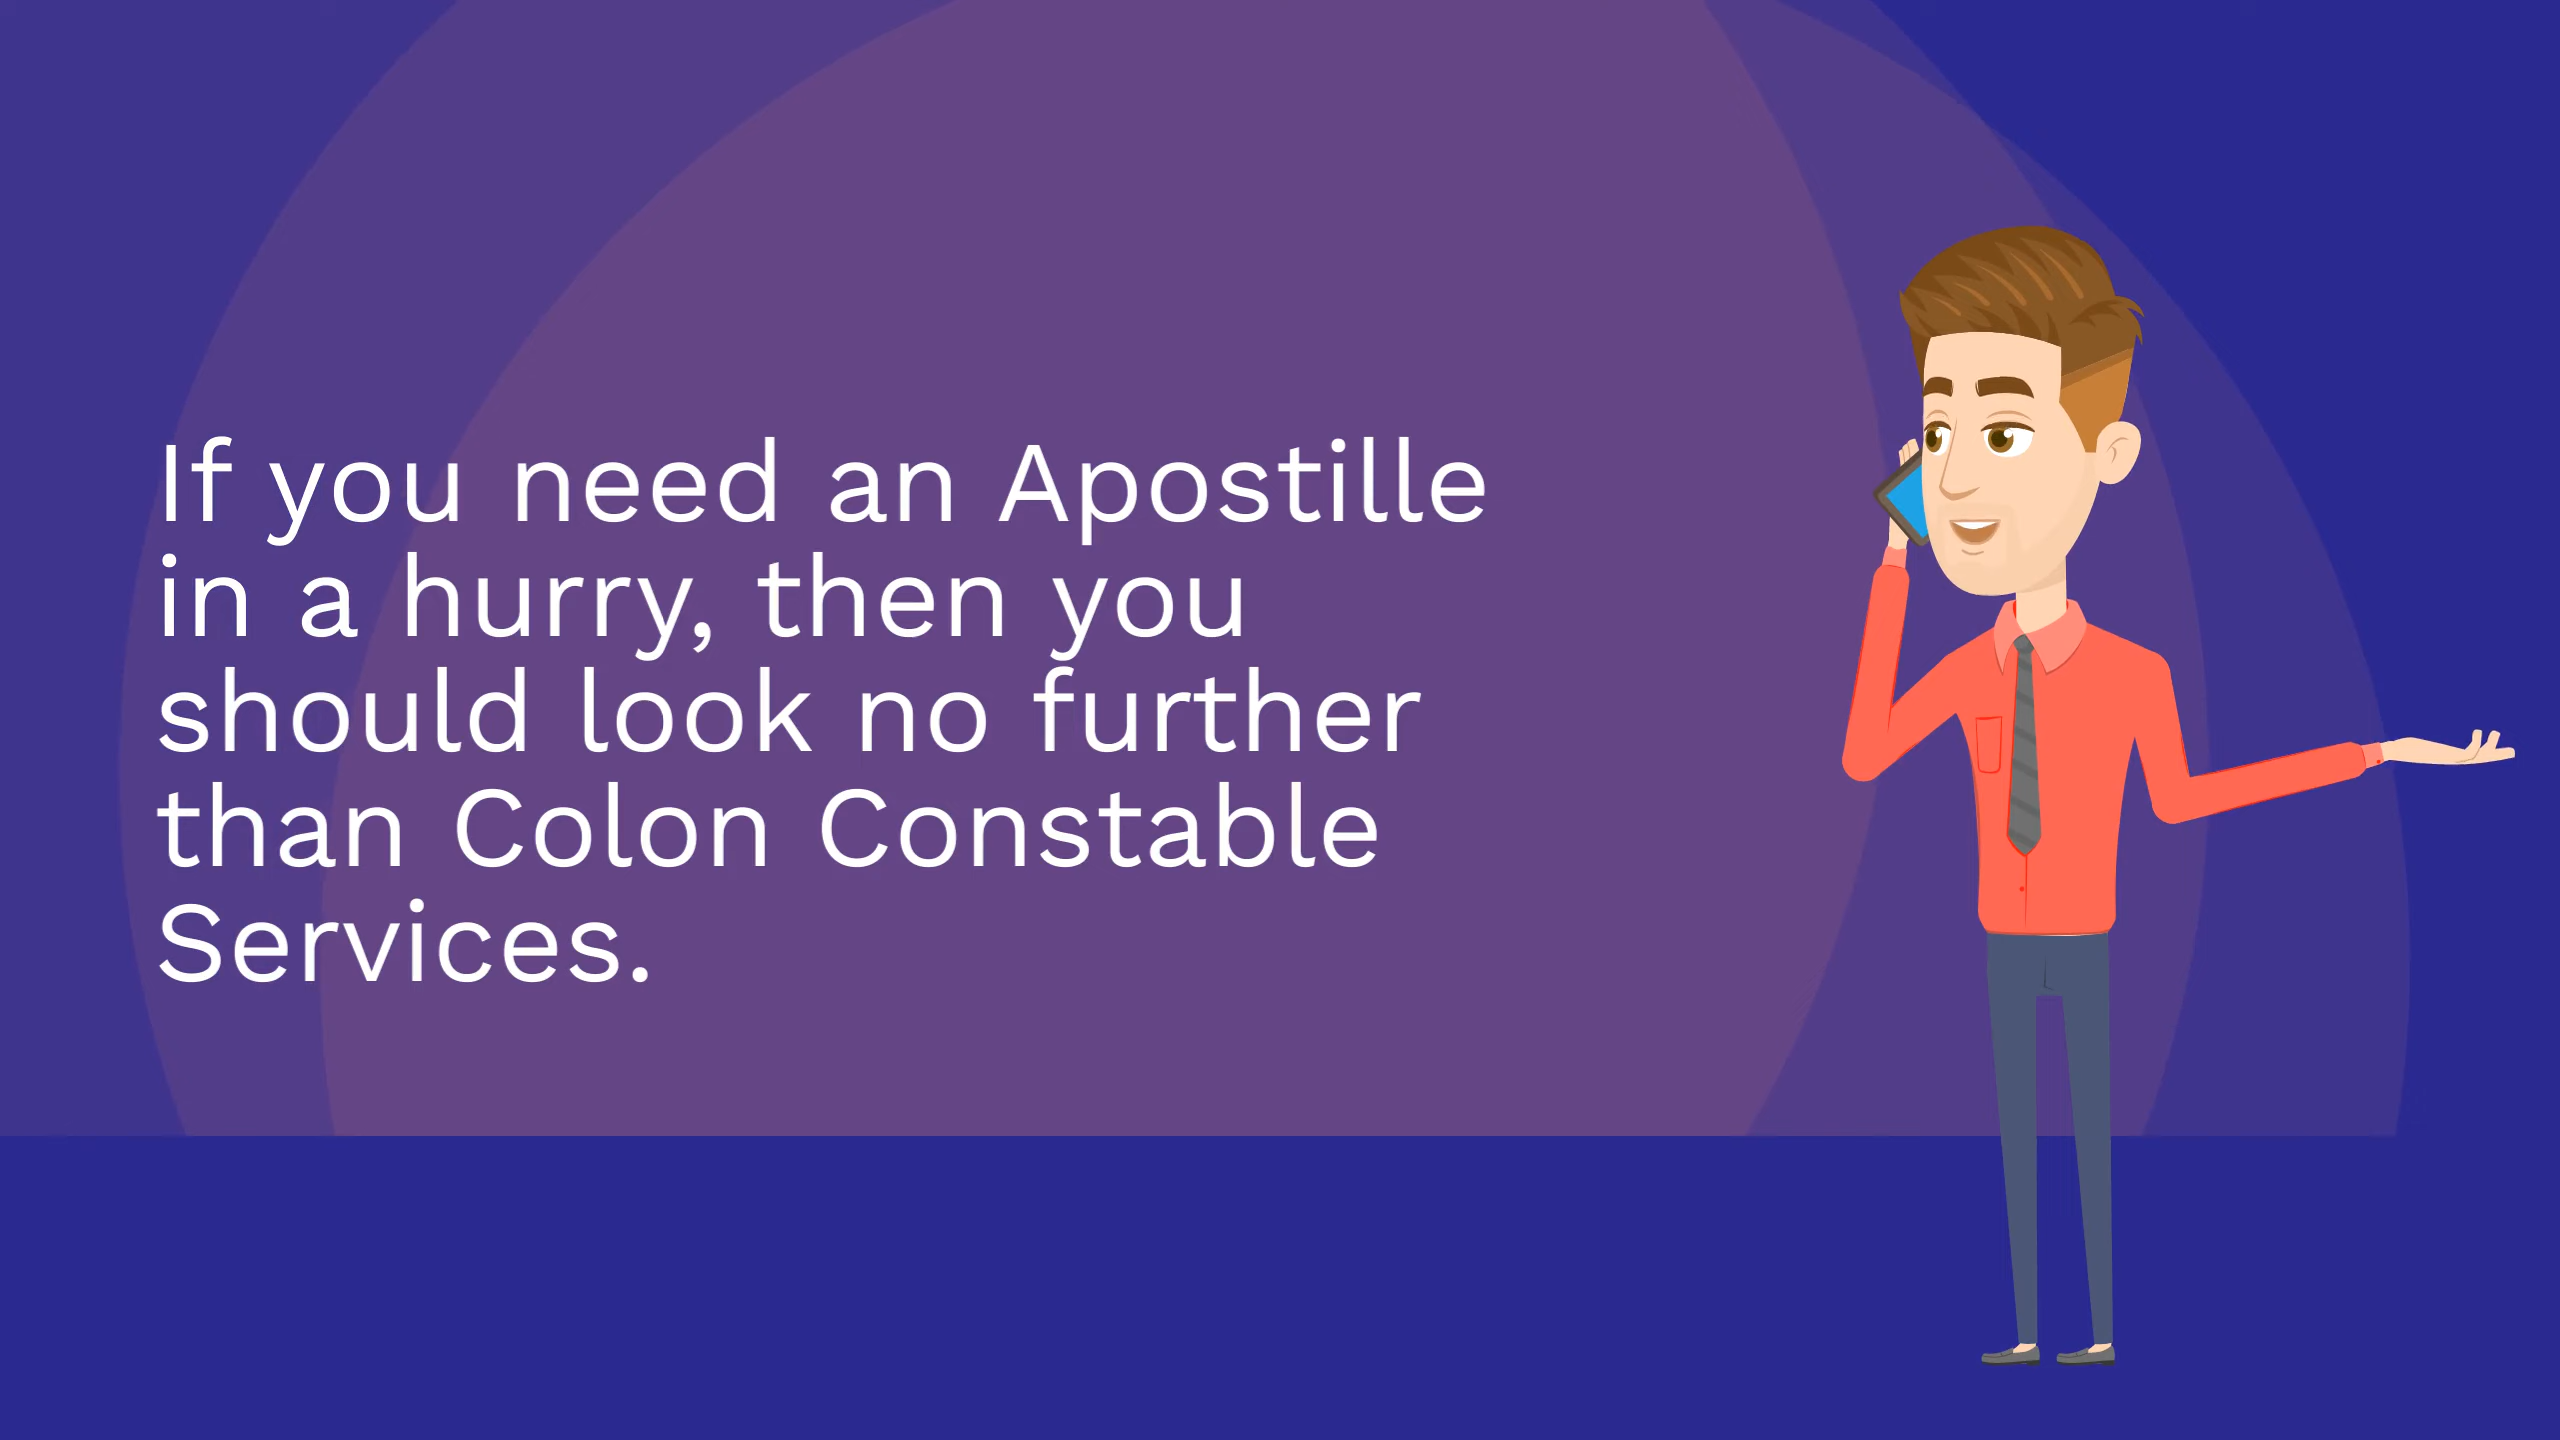 If you need an Apostille
in a hurry, then you
should look no further
than Colon Constable
Services.